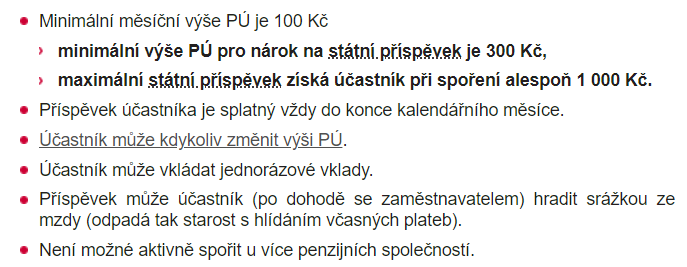 Minimální měsíční výše PÚ je 100 Kč
minimální výše PÚ pro nárok na státní příspěvek je 300 Kč,
maximální státní příspěvek získá účastník při spoření alespoň 1 000 Kč.
Příspěvek účastníka je splatný vždy do konce kalendářního měsíce.
Účastník může kdykoliv změnit výši PÚ.
Účastník může vkládat jednorázové vklady.
Příspěvek může účastník (po dohodě se zaměstnavatelem) hradit srážkou ze
mzdy (odpadá tak starost s hlídáním včasných plateb).
Není možné aktivně spořit u více penzijních společností.